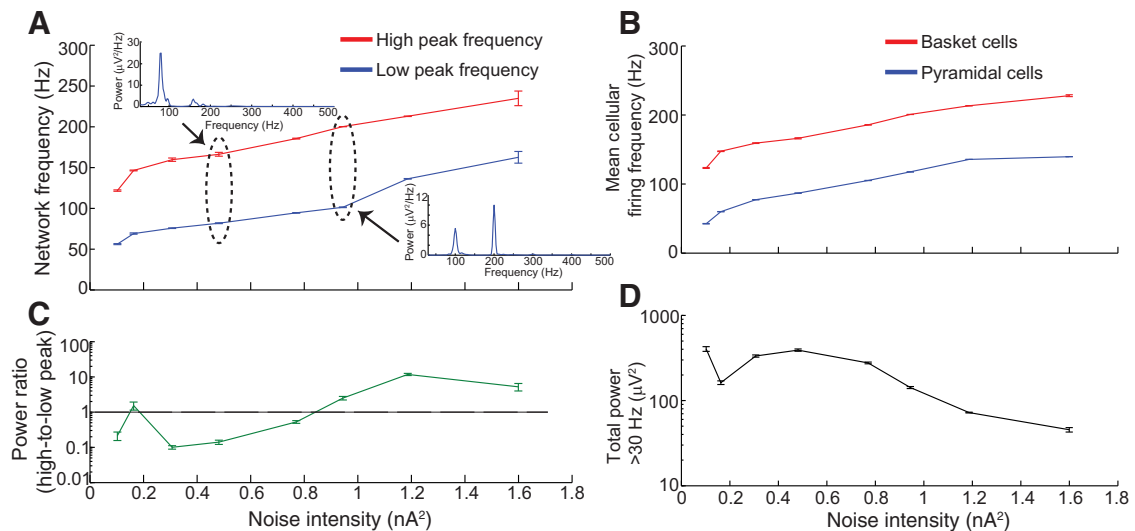 A
High peak frequency
Low peak frequency
Network frequency (Hz)
300
250
200
150
100
50
0
Power (μV²/Hz)
30
20
10
0
100
200
300
400
500
Frequency (Hz)
Power (μV²/Hz)
12
6
0
100
200
300
400
500
Frequency (Hz)
B
Basket cells
Pyramidal cells
Mean cellular
firing frequency (Hz)
300
200
100
0
C
Power ratio
(high-to-low peak)
100
10
1
0.1
0.01
0
0.2
0.4
0.6
0.8
1
1.2
1.4
1.6
1.8
Noise intensity (nA²)
D
Total power
>30 Hz (μV²)
1000
100
10
0
0.2
0.4
0.6
0.8
1
1.2
1.4
1.6
1.8
Noise intensity (nA²)